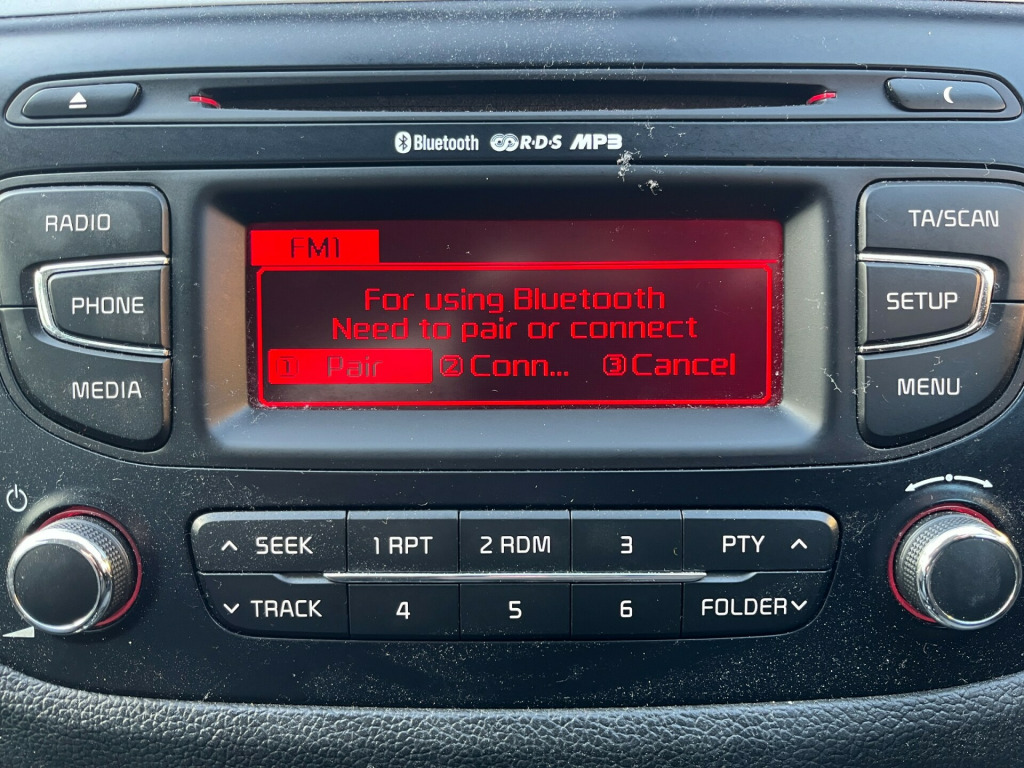 Bluetooth R·D·S MP3
RADIO
PHONE
MEDIA
FM1
For using Bluetooth
Need to pair or connect
1 Pair 2 Conn... 3 Cancel
TA/SCAN
SETUP
MENU
SEEK 1 RPT 2 RDM 3 PTY
TRACK 4 5 6 FOLDER